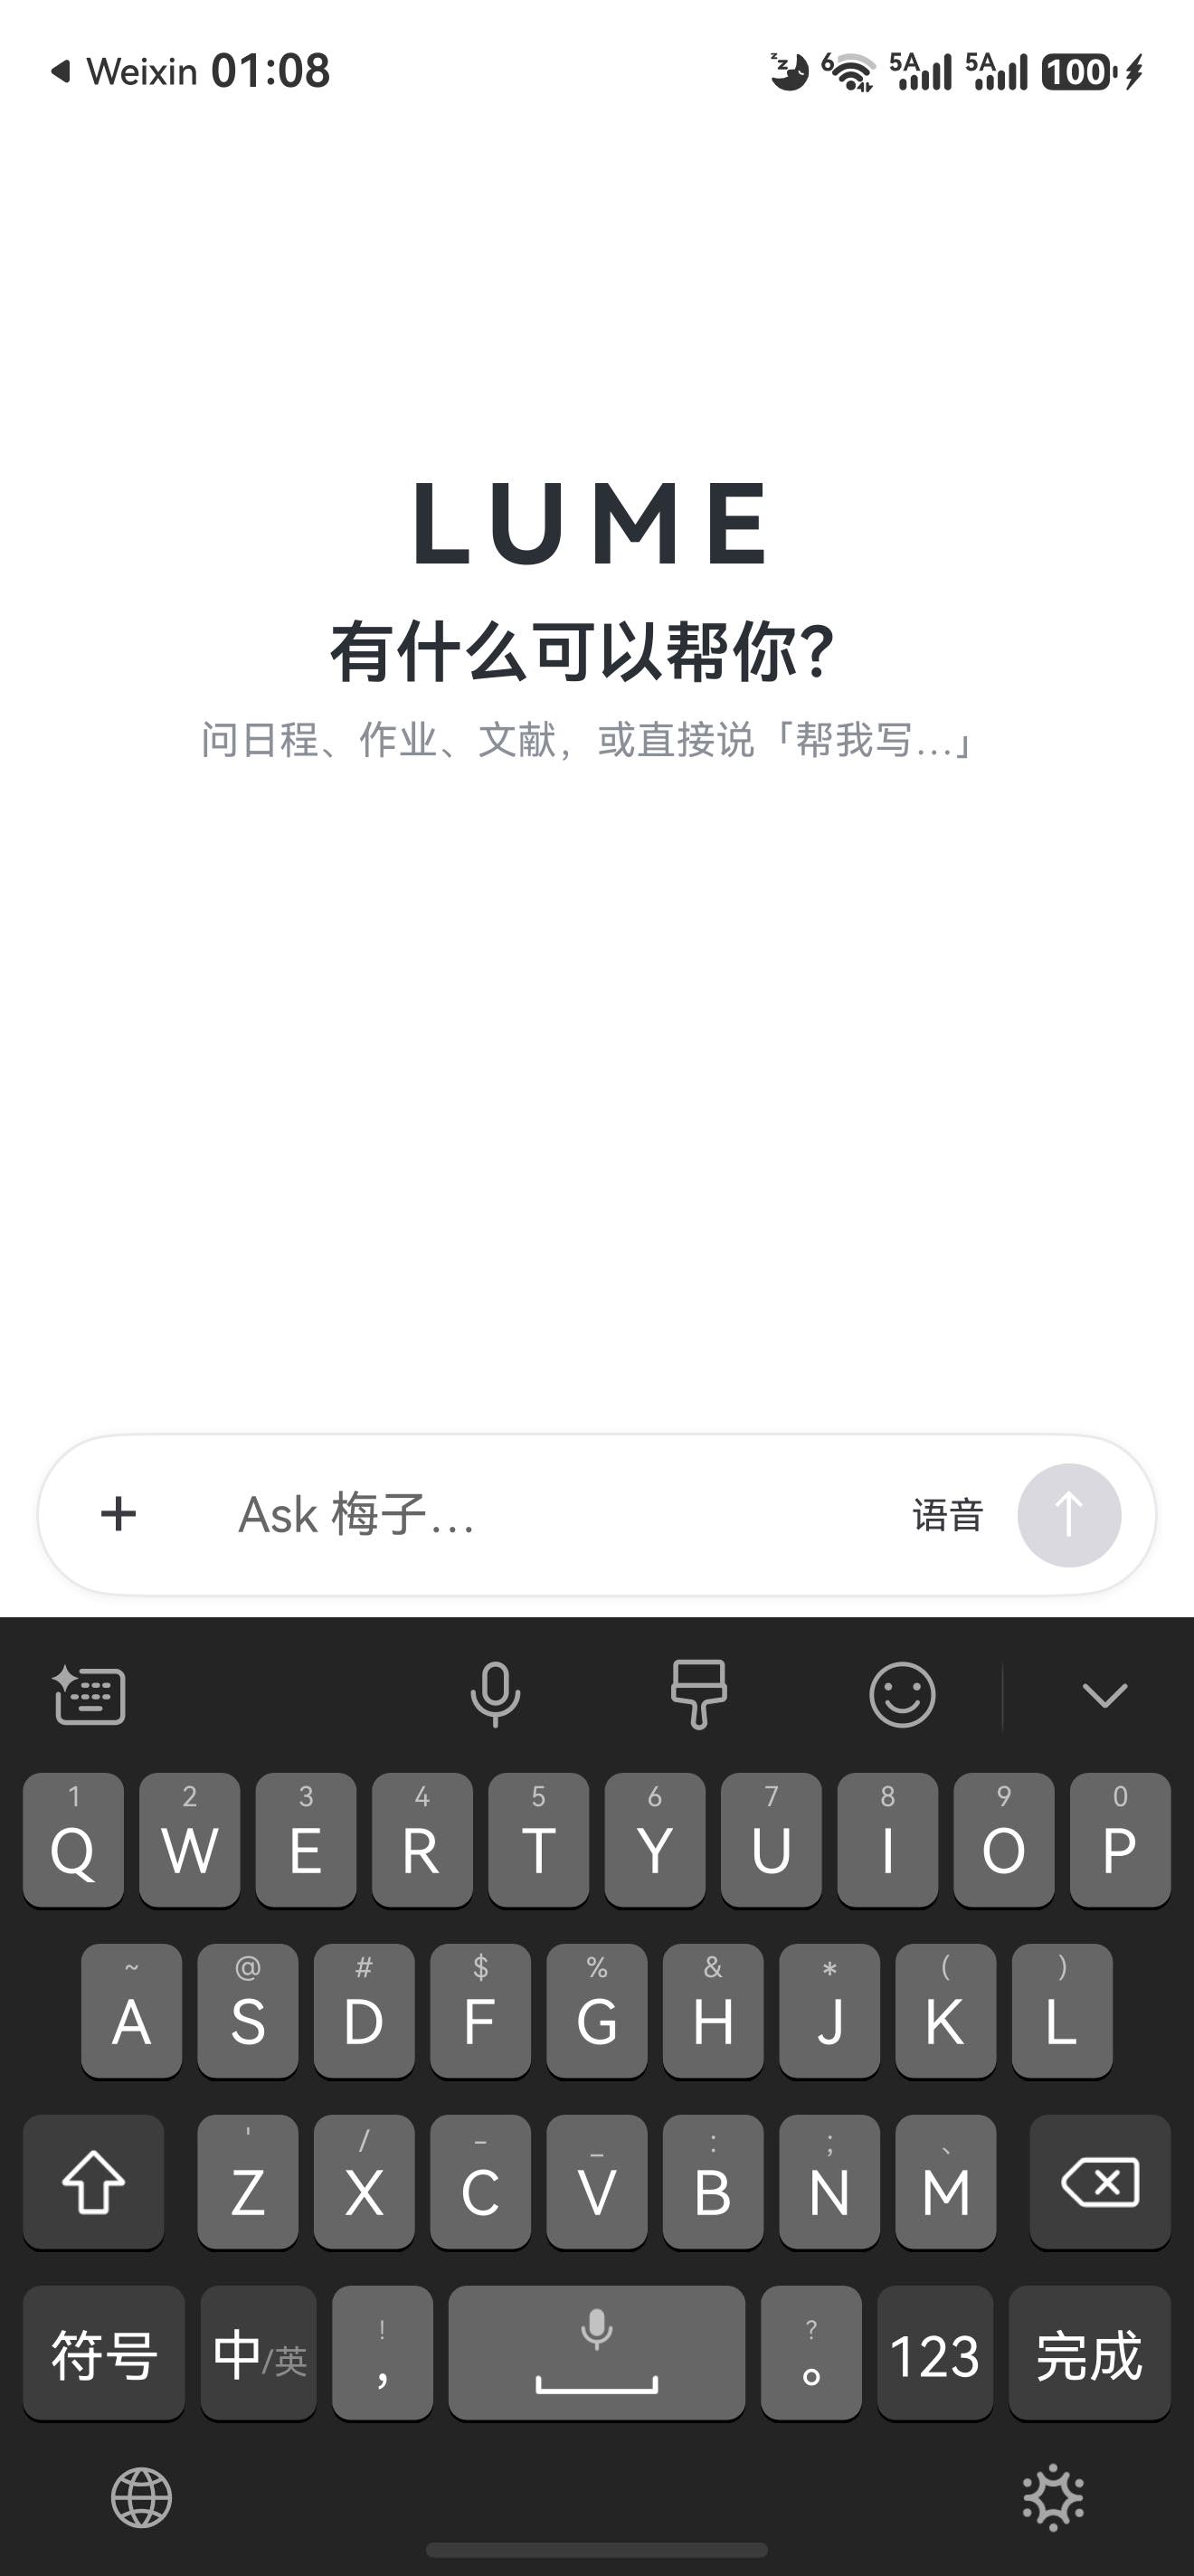 Weixin 01:08
6 5A 5A 100
LUME
有什么可以帮你?
问日程、作业、文献，或直接说「帮我写...」
Ask 梅子...
语音
1 2 3 4 5 6 7 8 9 0
Q W E R T Y U I O P
~ @ # $ % & * ( )
A S D F G H J K L
' / - _ : ; 、
Z X C V B N M
! ?
符号 中/英 ， 。 123 完成